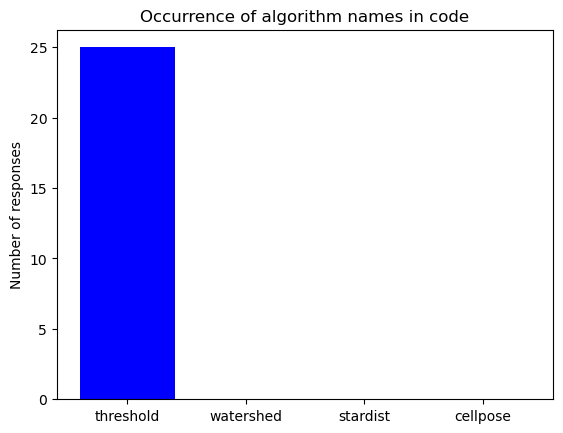 Occurrence of algorithm names in code
Number of responses
25
20
15
10
5
0
threshold watershed stardist cellpose